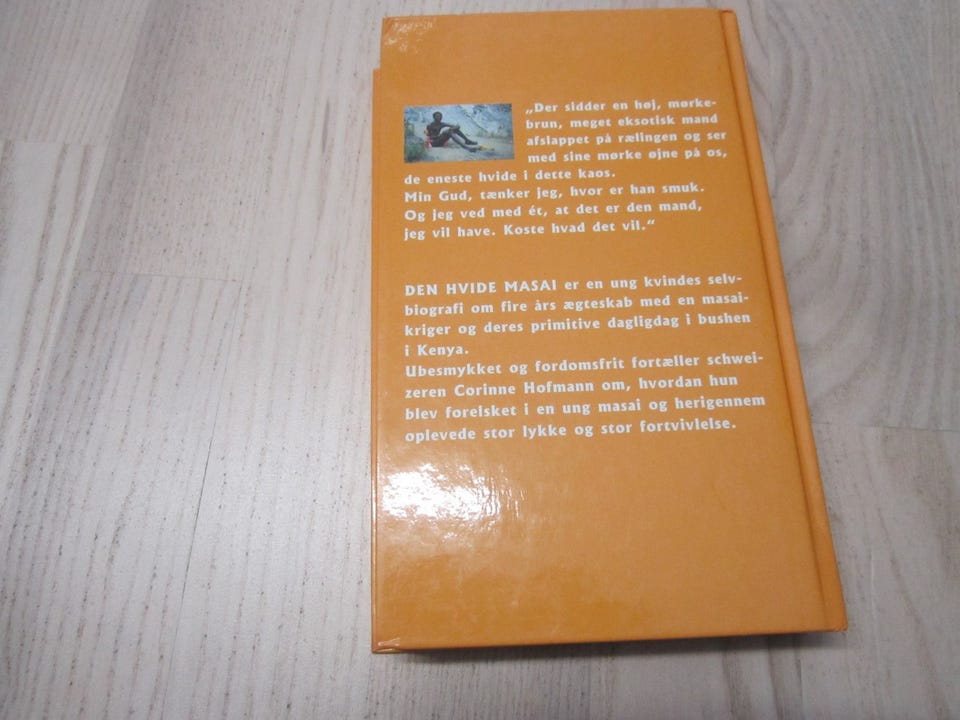 „Der sidder en høj, mørke-
brun, meget eksotisk mand
afslappet på rælingen og ser
med sine mørke øjne på os,
de eneste hvide i dette kaos.
Min Gud, tænker jeg, hvor er han smuk.
Og jeg ved med ét, at det er den mand,
jeg vil have. Koste hvad det vil.“
DEN HVIDE MASAI er en ung kvindes selv-
biografi om fire års ægteskab med en masai-
kriger og deres primitive dagligdag i bushen
i Kenya.
Ubesmykket og fordomsfrit fortæller schwei-
zeren Corinne Hofmann om, hvordan hun
blev forelsket i en ung masai og herigennem
oplevede stor lykke og stor fortvivlelse.